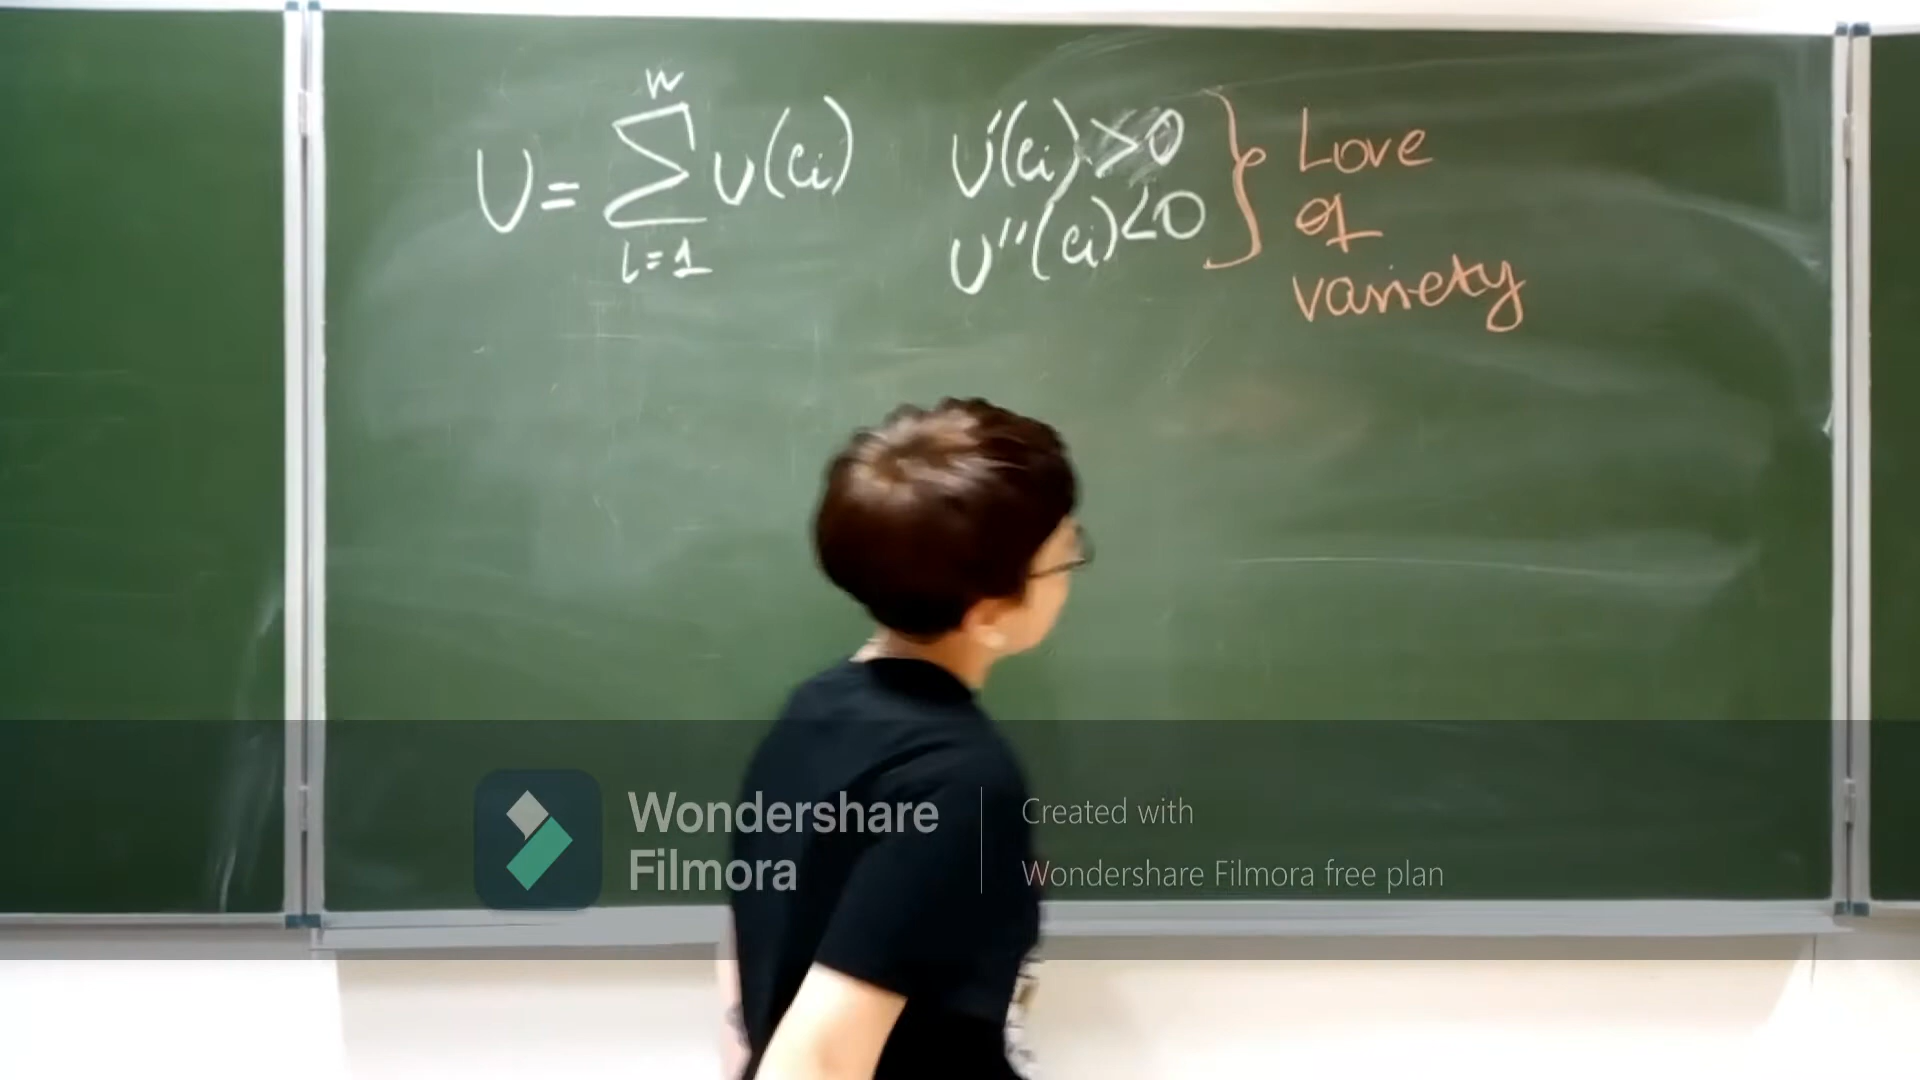 U = n∑i=1 υ(ci)
υ'(ci) > 0
υ''(ci) < 0
Love
of
variety
Wondershare
Filmora
Created with
Wondershare Filmora free plan